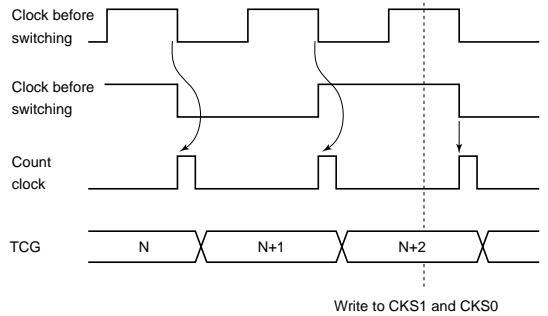 Clock before
switching
Clock before
switching
Count
clock
TCG N N+1 N+2
Write to CKS1 and CKS0